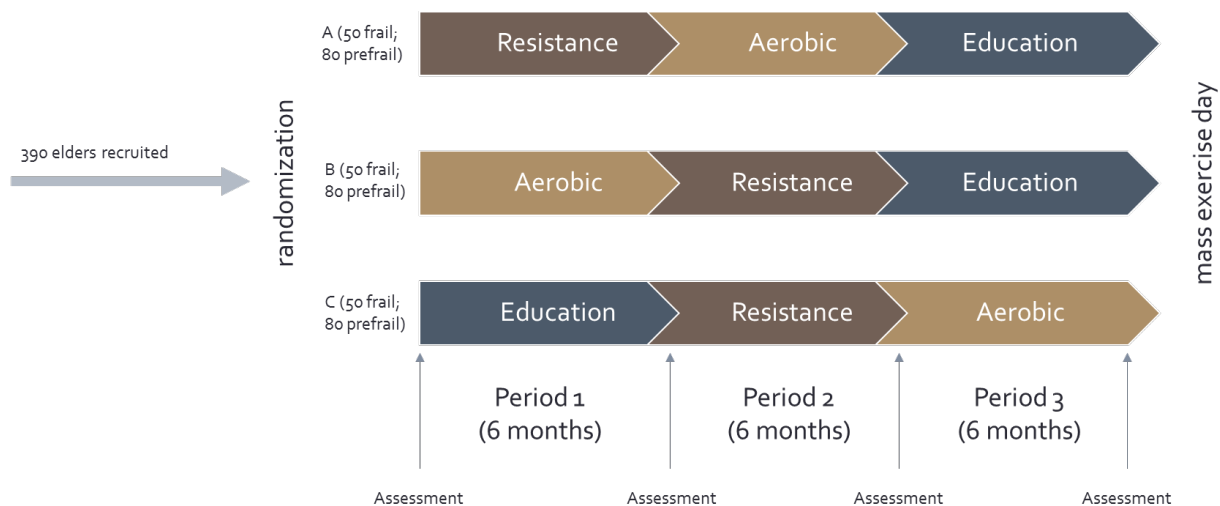 390 elders recruited
randomization
A (50 frail;
80 prefrail)
Resistance
Aerobic
Education
B (50 frail;
80 prefrail)
Aerobic
Resistance
Education
C (50 frail;
80 prefrail)
Education
Resistance
Aerobic
mass exercise day
Period 1
(6 months)
Period 2
(6 months)
Period 3
(6 months)
Assessment
Assessment
Assessment
Assessment